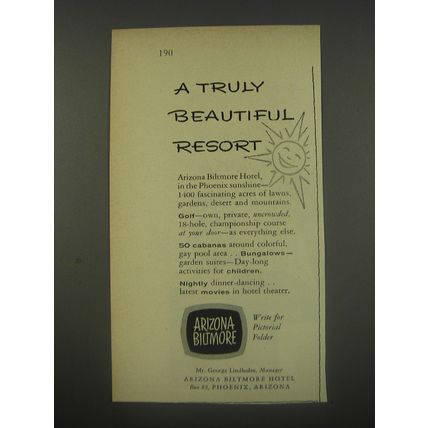 190
A TRULY
BEAUTIFUL
RESORT
Arizona Biltmore Hotel,
in the Phoenix sunshine—
1400 fascinating acres of lawns,
gardens, desert and mountains.
Golf—own, private, uncrowded,
18-hole, championship course
at your door—as everything else.
50 cabanas around colorful,
gay pool area . . Bungalows—
garden suites—Day-long
activities for children.
Nightly dinner-dancing . .
latest movies in hotel theater.
ARIZONA
BILTMORE
Write for
Pictorial
Folder
Mr. George Lindholm, Manager
ARIZONA BILTMORE HOTEL
Box PHOENIX, ARIZONA